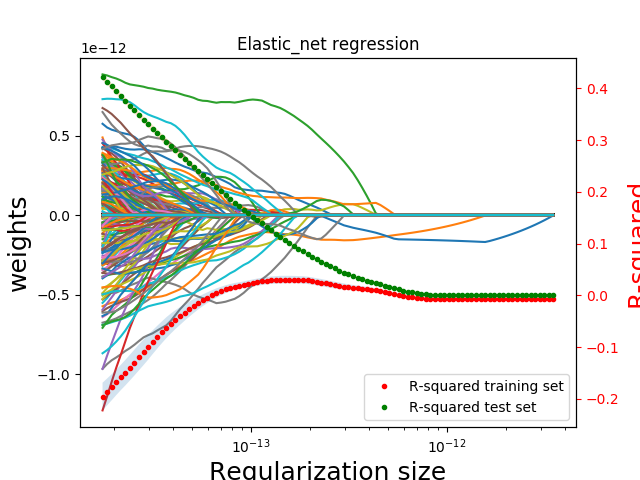 Elastic_net regression
1e−12
weights
0.5
0.0
−0.5
−1.0
0.4
0.3
0.2
0.1
0.0
−0.1
−0.2
R-squared
R-squared training set
R-squared test set
10⁻¹³
10⁻¹²
Regularization size